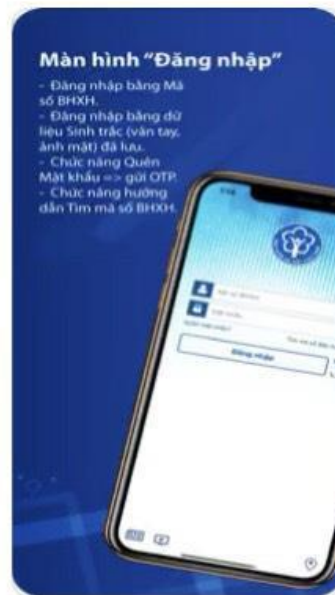 Màn hình “Đăng nhập”
- Đăng nhập bằng Mã
số BHXH.
- Đăng nhập bằng dữ
liệu Sinh trắc (vân tay,
ảnh mặt) đã lưu.
- Chức năng Quên
Mật khẩu => gửi OTP.
- Chức năng hướng
dẫn Tìm mã số BHXH.
Đăng nhập